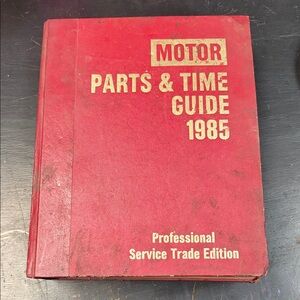 MOTOR
PARTS & TIME
GUIDE
1985
Professional
Service Trade Edition